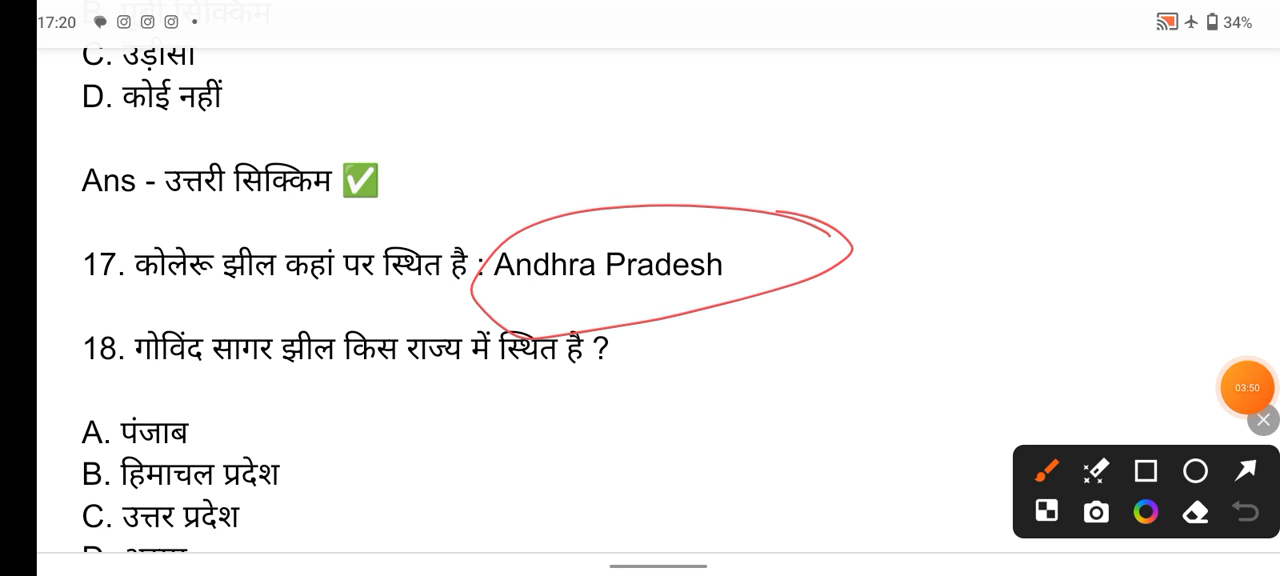 17:20
34%
C. उड़ीसा
D. कोई नहीं
Ans - उत्तरी सिक्किम ✅
17. कोलेरू झील कहां पर स्थित है : Andhra Pradesh
18. गोविंद सागर झील किस राज्य में स्थित है ?
A. पंजाब
B. हिमाचल प्रदेश
C. उत्तर प्रदेश
03:50